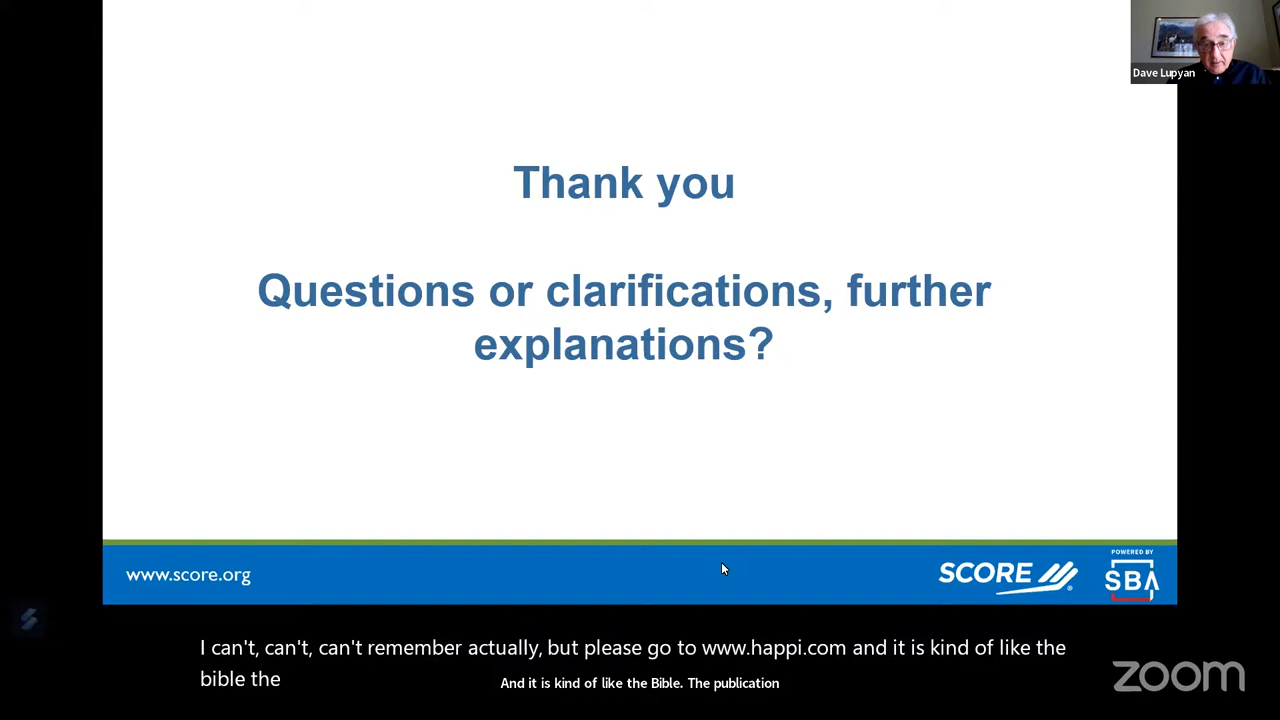 Dave Lupyan
Thank you
Questions or clarifications, further
explanations?
www.score.org
SCORE
®
POWERED BY
SBA
I can't, can't, can't remember actually, but please go to www.happi.com and it is kind of like the
bible the
And it is kind of like the Bible. The publication
zoom